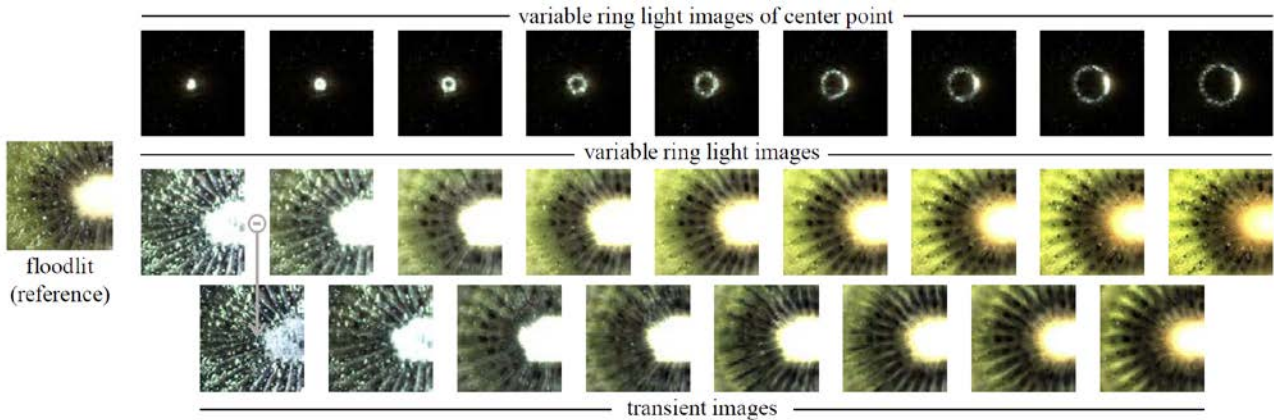 variable ring light images of center point
variable ring light images
floodlit
(reference)
transient images